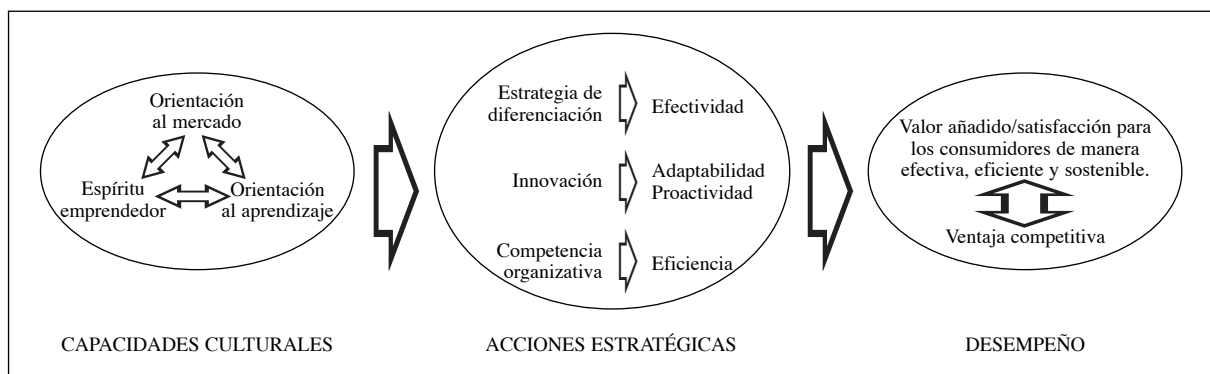 Orientación
al mercado
Espíritu
emprendedor
Orientación
al aprendizaje
Estrategia de
diferenciación
Efectividad
Innovación
Adaptabilidad
Proactividad
Competencia
organizativa
Eficiencia
Valor añadido/satisfacción para
los consumidores de manera
efectiva, eficiente y sostenible.
Ventaja competitiva
CAPACIDADES CULTURALES
ACCIONES ESTRATÉGICAS
DESEMPEÑO